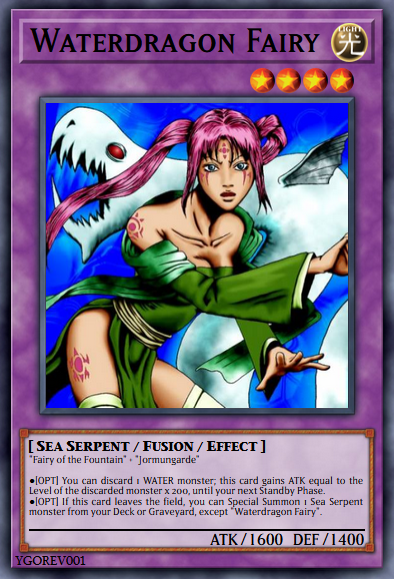 Waterdragon Fairy
LIGHT
光
[ Sea Serpent / Fusion / Effect ]
"Fairy of the Fountain" + "Jormungarde"
●[OPT] You can discard 1 WATER monster; this card gains ATK equal to the
Level of the discarded monster x 200, until your next Standby Phase.
●[OPT] If this card leaves the field, you can Special Summon 1 Sea Serpent
monster from your Deck or Graveyard, except "Waterdragon Fairy".
ATK/1600 DEF/1400
YGOREV001